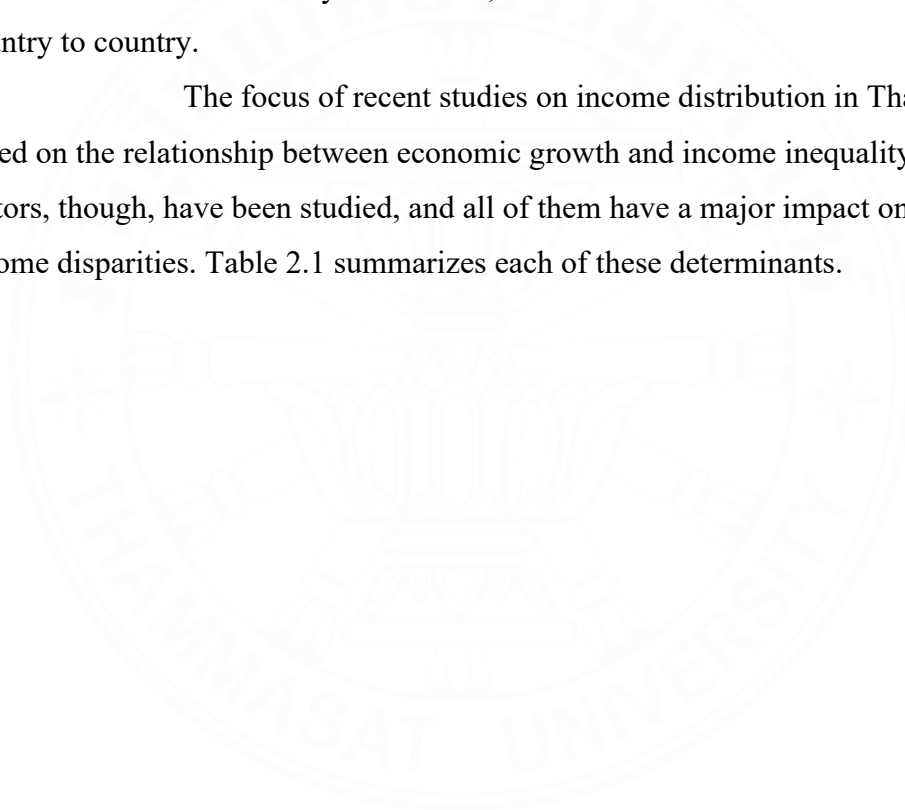 ntry to country.
The focus of recent studies on income distribution in Tha
ed on the relationship between economic growth and income inequality
tors, though, have been studied, and all of them have a major impact on
ome disparities. Table 2.1 summarizes each of these determinants.
THAMMASAT UNIVERSITY